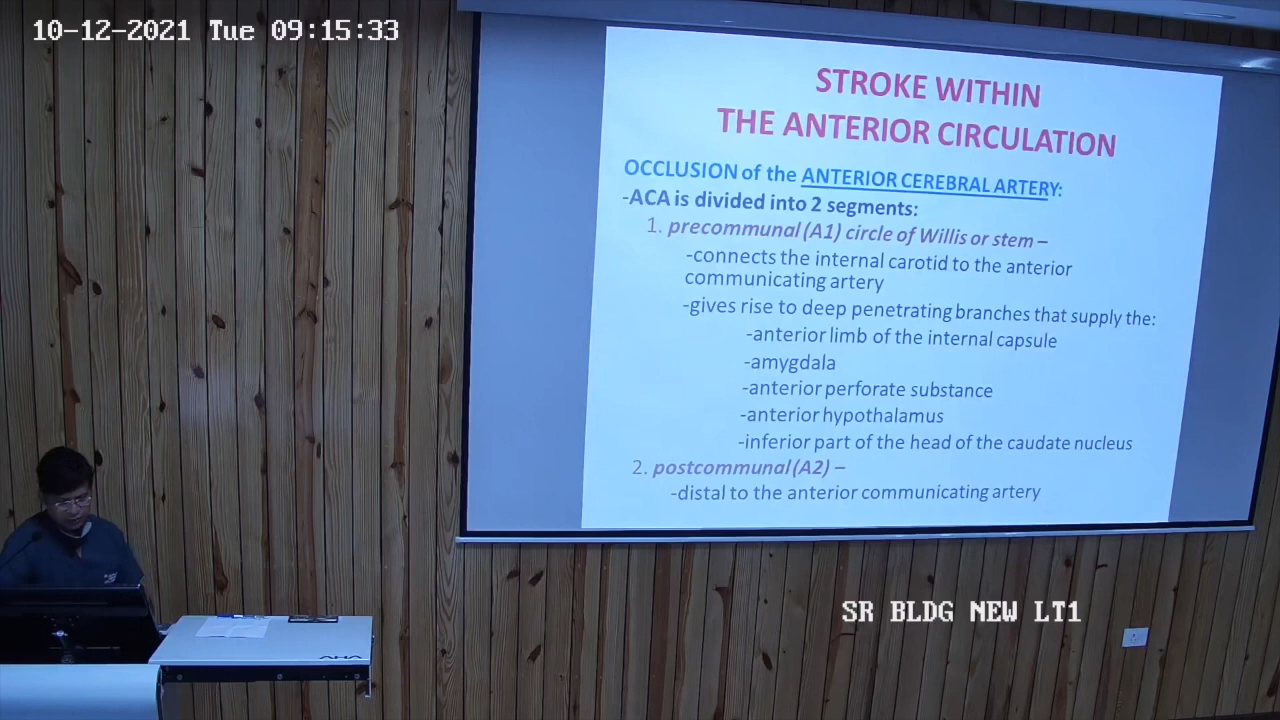 10-12-2021 Tue 09:15:33
STROKE WITHIN
THE ANTERIOR CIRCULATION
OCCLUSION of the ANTERIOR CEREBRAL ARTERY:
-ACA is divided into 2 segments:
1. precommunal (A1) circle of Willis or stem –
-connects the internal carotid to the anterior
communicating artery
-gives rise to deep penetrating branches that supply the:
-anterior limb of the internal capsule
-amygdala
-anterior perforate substance
-anterior hypothalamus
-inferior part of the head of the caudate nucleus
2. postcommunal (A2) –
-distal to the anterior communicating artery
SR BLDG NEW LT1
AHA